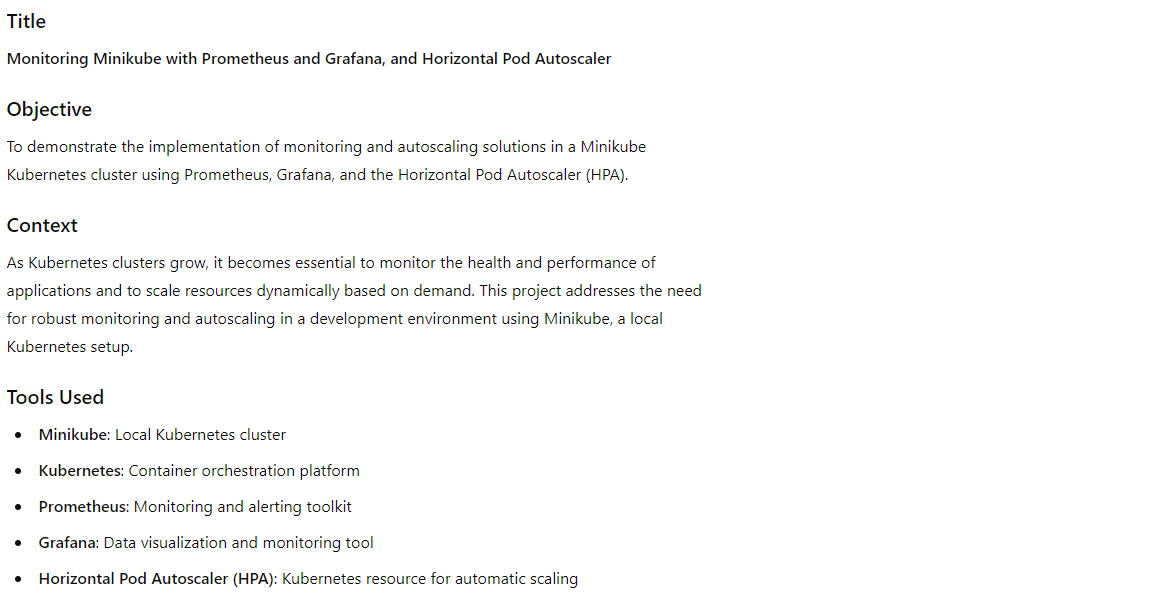 Title
Monitoring Minikube with Prometheus and Grafana, and Horizontal Pod Autoscaler
Objective
To demonstrate the implementation of monitoring and autoscaling solutions in a Minikube
Kubernetes cluster using Prometheus, Grafana, and the Horizontal Pod Autoscaler (HPA).
Context
As Kubernetes clusters grow, it becomes essential to monitor the health and performance of
applications and to scale resources dynamically based on demand. This project addresses the need
for robust monitoring and autoscaling in a development environment using Minikube, a local
Kubernetes setup.
Tools Used
• Minikube: Local Kubernetes cluster
• Kubernetes: Container orchestration platform
• Prometheus: Monitoring and alerting toolkit
• Grafana: Data visualization and monitoring tool
• Horizontal Pod Autoscaler (HPA): Kubernetes resource for automatic scaling